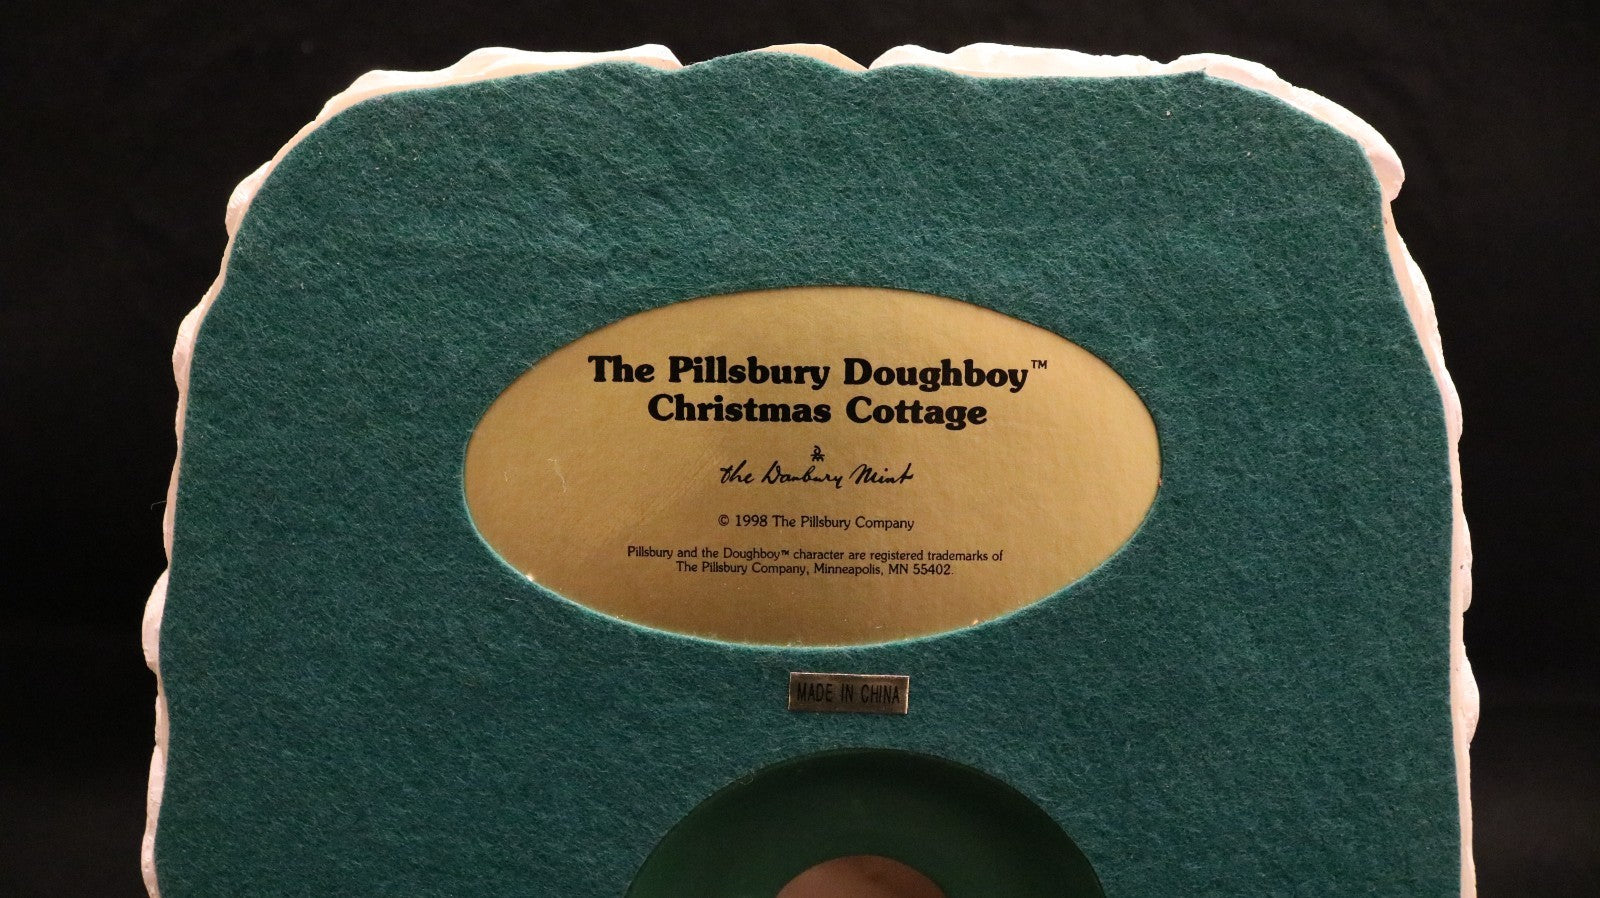 The Pillsbury Doughboy™
Christmas Cottage
the Danbury Mint
© 1998 The Pillsbury Company
Pillsbury and the Doughboy™ character are registered trademarks of
The Pillsbury Company, Minneapolis, MN 55402.
MADE IN CHINA